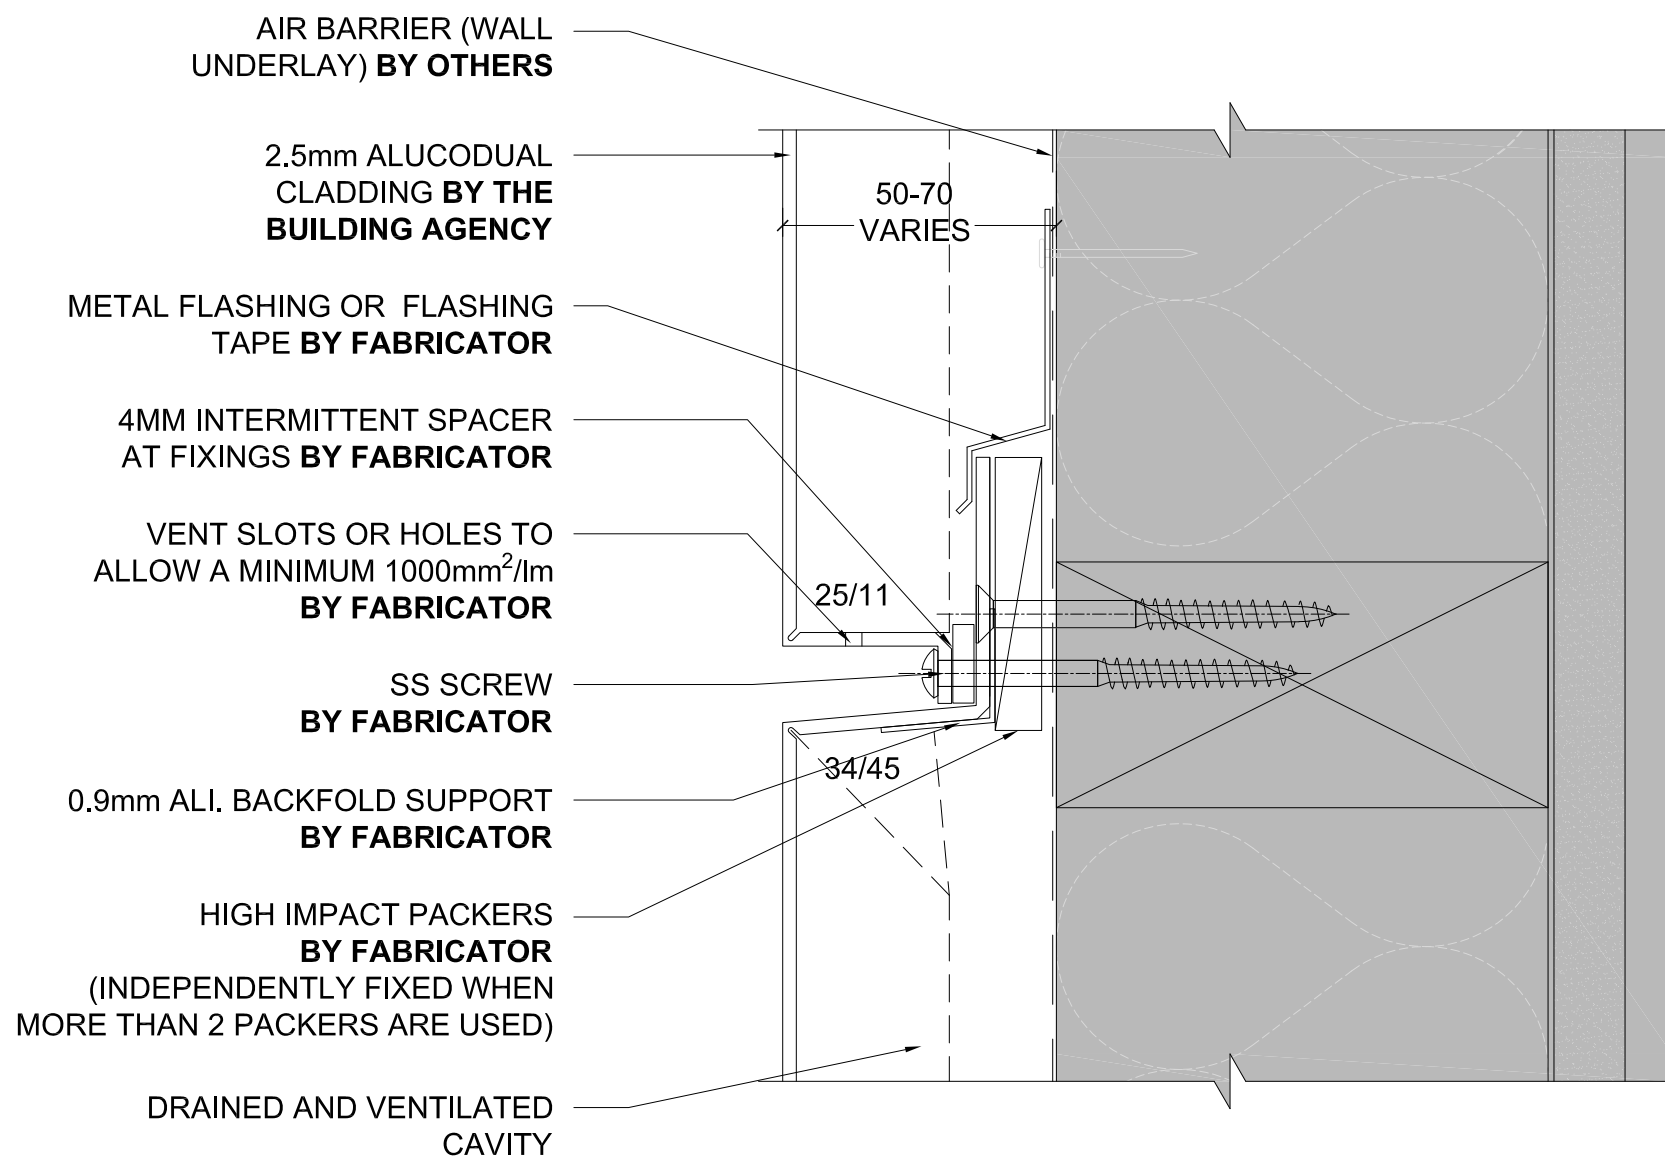 AIR BARRIER (WALL
UNDERLAY) BY OTHERS
2.5mm ALUCODUAL
CLADDING BY THE
BUILDING AGENCY
50-70
VARIES
METAL FLASHING OR FLASHING
TAPE BY FABRICATOR
4MM INTERMITTENT SPACER
AT FIXINGS BY FABRICATOR
VENT SLOTS OR HOLES TO
ALLOW A MINIMUM 1000mm²/lm
BY FABRICATOR
25/11
SS SCREW
BY FABRICATOR
34/45
0.9mm ALI. BACKFOLD SUPPORT
BY FABRICATOR
HIGH IMPACT PACKERS
BY FABRICATOR
(INDEPENDENTLY FIXED WHEN
MORE THAN 2 PACKERS ARE USED)
DRAINED AND VENTILATED
CAVITY